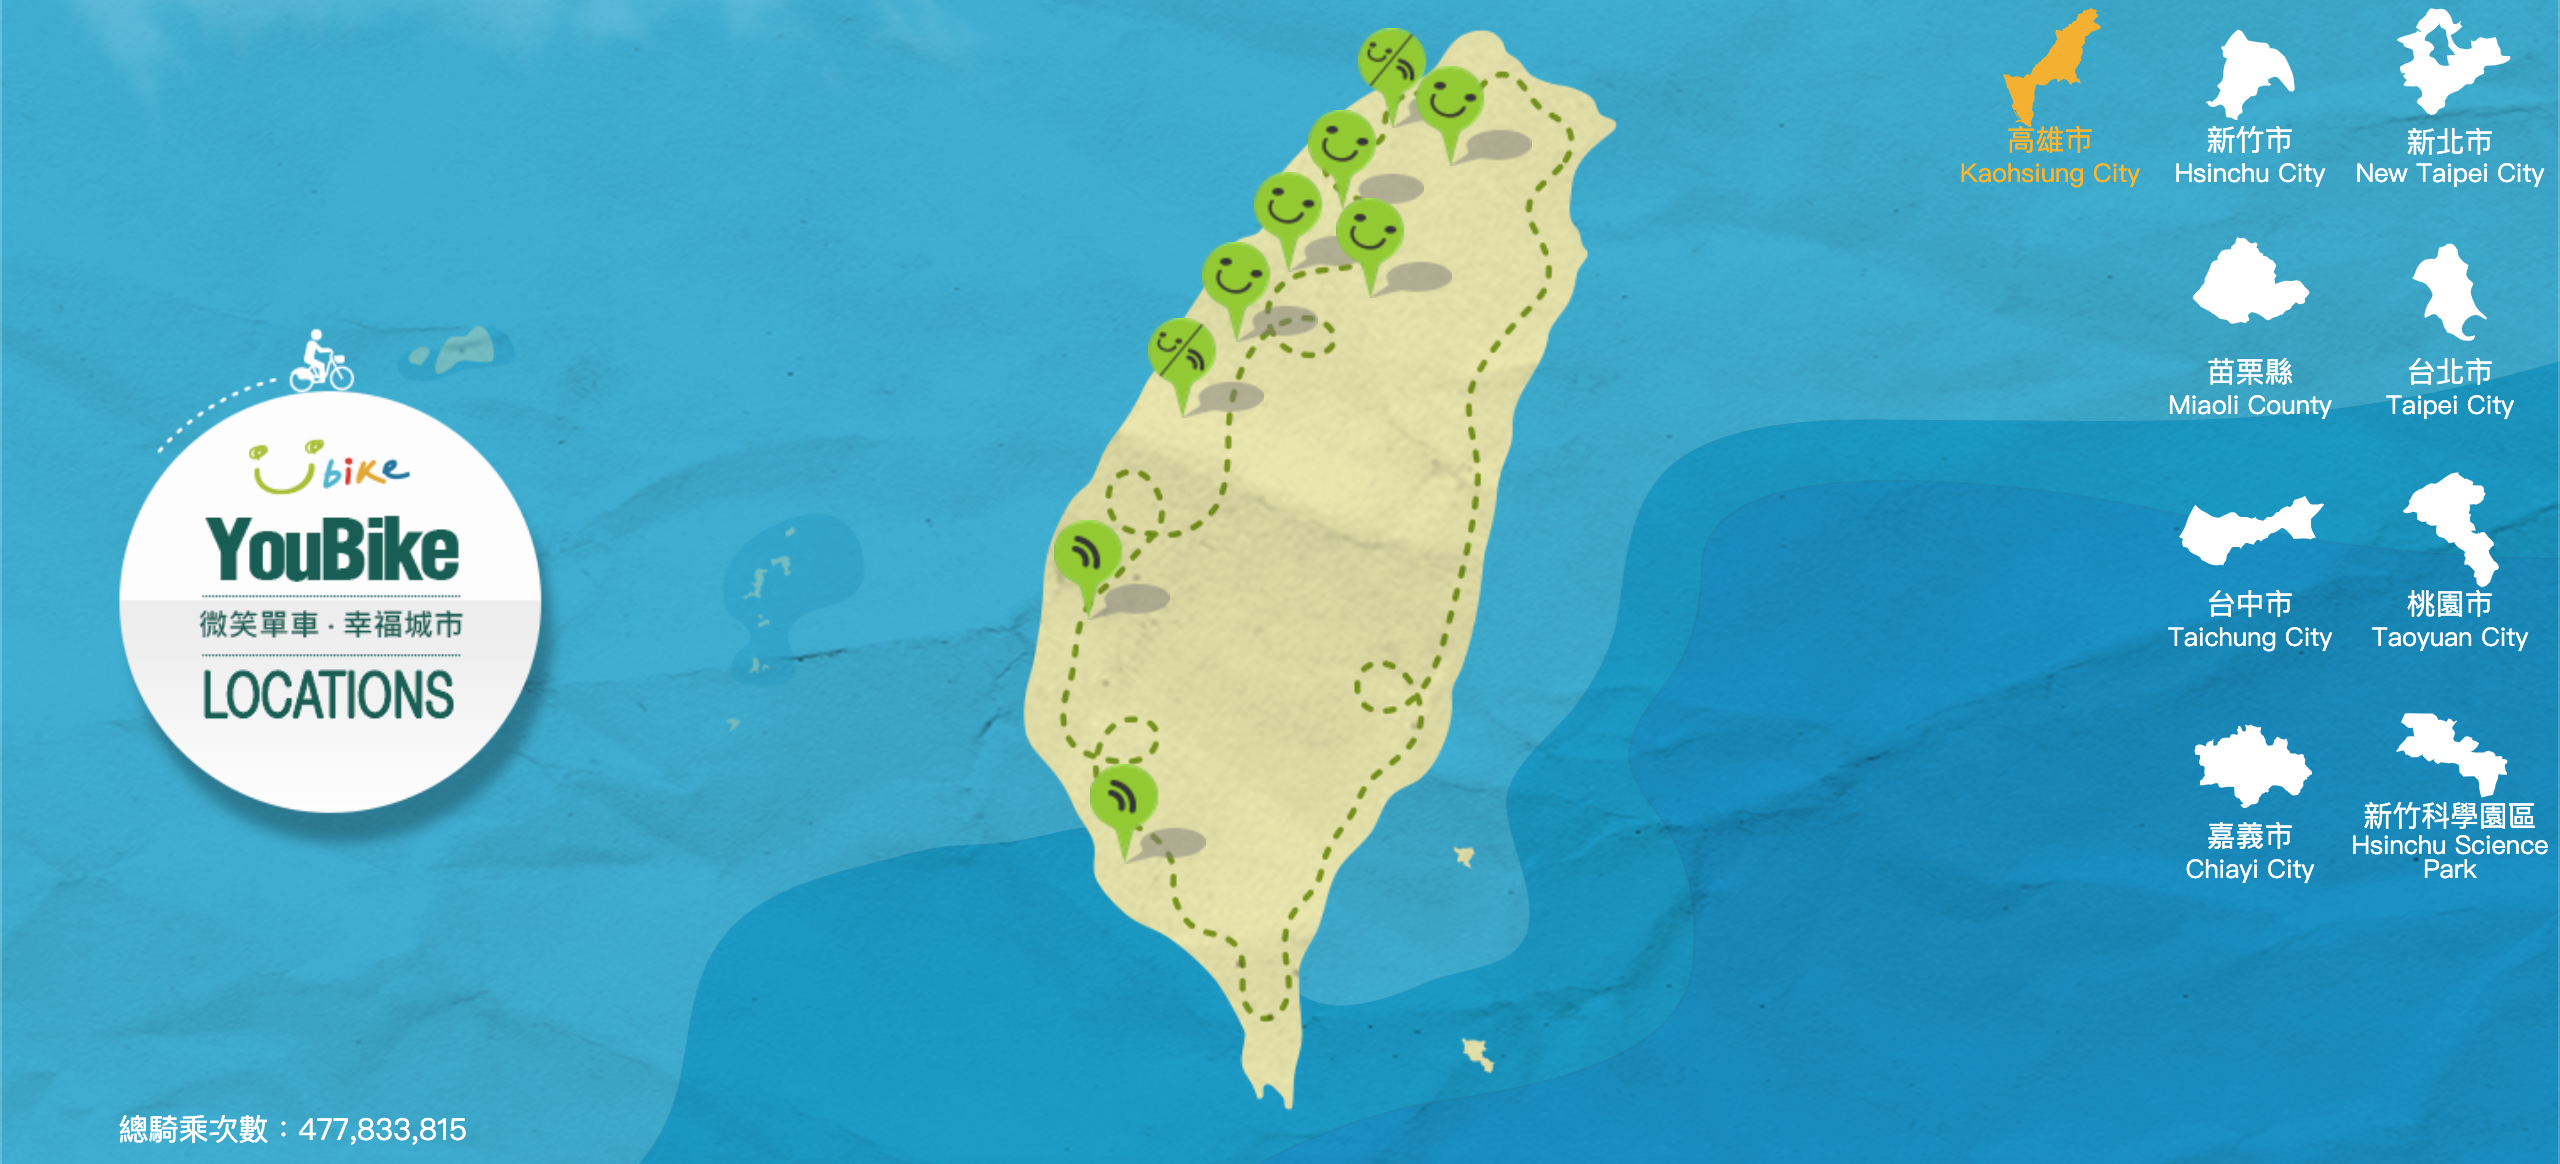 高雄市
Kaohsiung City
新竹市
Hsinchu City
新北市
New Taipei City
苗栗縣
Miaoli County
台北市
Taipei City
台中市
Taichung City
桃園市
Taoyuan City
嘉義市
Chiayi City
新竹科學園區
Hsinchu Science
Park
Ubike
YouBike
微笑單車·幸福城市
LOCATIONS
總騎乘次數：477,833,815